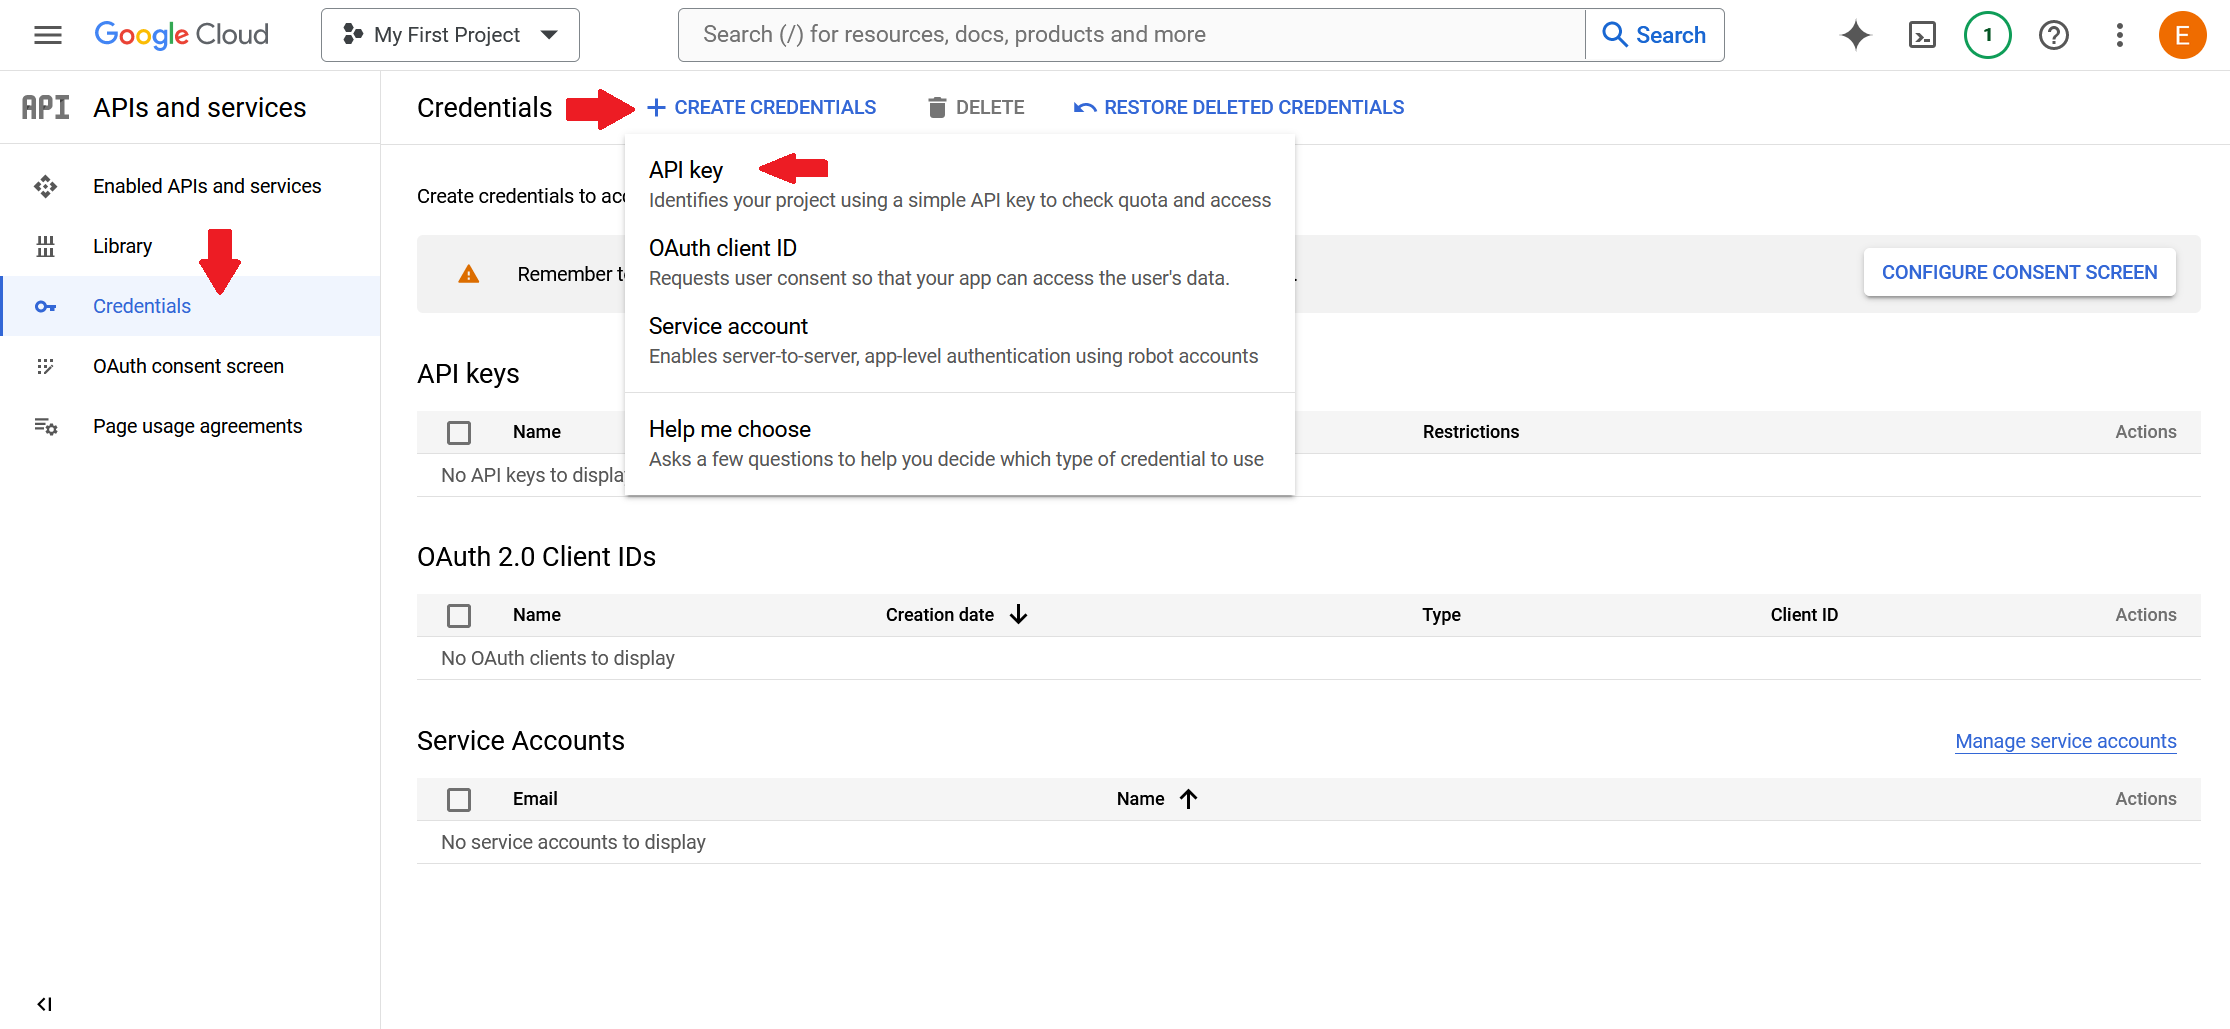 Google Cloud
My First Project
Search (/) for resources, docs, products and more
Search
1
E
API
APIs and services
Enabled APIs and services
Library
Credentials
OAuth consent screen
Page usage agreements
Credentials
CREATE CREDENTIALS
DELETE
RESTORE DELETED CREDENTIALS
API key
Identifies your project using a simple API key to check quota and access
OAuth client ID
Requests user consent so that your app can access the user's data.
Service account
Enables server-to-server, app-level authentication using robot accounts
Help me choose
Asks a few questions to help you decide which type of credential to use
Create credentials to
Remember
CONFIGURE CONSENT SCREEN
API keys
Name
Restrictions
Actions
No API keys to
OAuth 2.0 Client IDs
Name
Creation date
Type
Client ID
Actions
No OAuth clients to display
Service Accounts
Manage service accounts
Email
Name
Actions
No service accounts to display